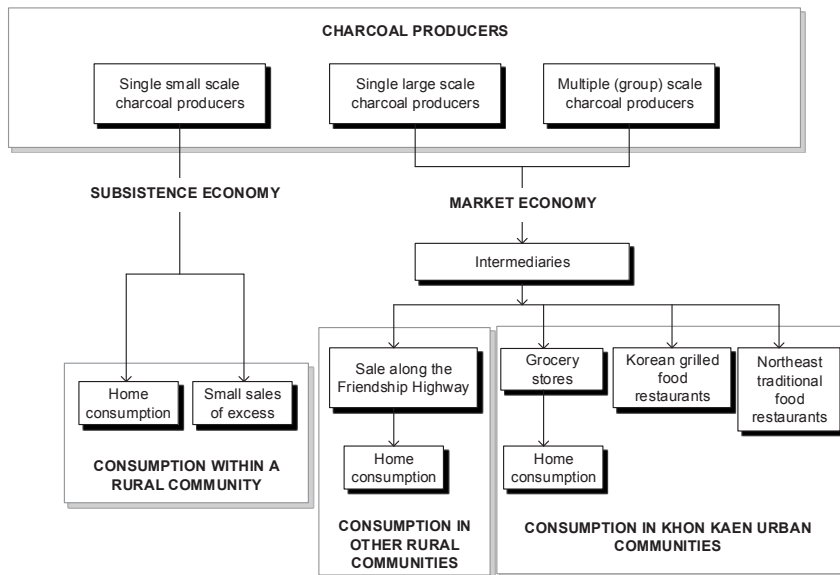 CHARCOAL PRODUCERS
Single small scale
charcoal producers
Single large scale
charcoal producers
Multiple (group) scale
charcoal producers
SUBSISTENCE ECONOMY
MARKET ECONOMY
Intermediaries
Home
consumption
Small sales
of excess
CONSUMPTION WITHIN A
RURAL COMMUNITY
Sale along the
Friendship Highway
Home
consumption
CONSUMPTION IN
OTHER RURAL
COMMUNITIES
Grocery
stores
Home
consumption
Korean grilled
food
restaurants
Northeast
traditional
food
restaurants
CONSUMPTION IN KHON KAEN URBAN
COMMUNITIES